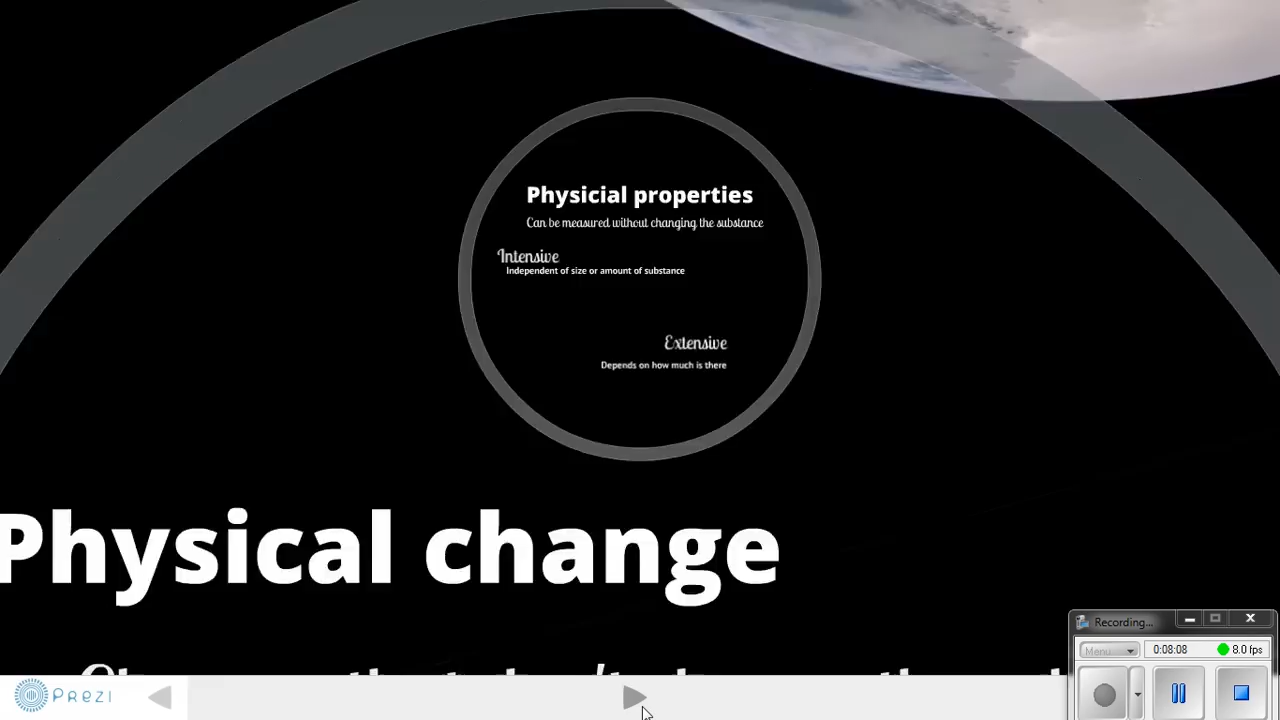 Physicial properties
Can be measured without changing the substance
Intensive
Independent of size or amount of substance
Extensive
Depends on how much is there
Physical change
Recording...
Menu
0:08:08
8.0 fps
PREZI